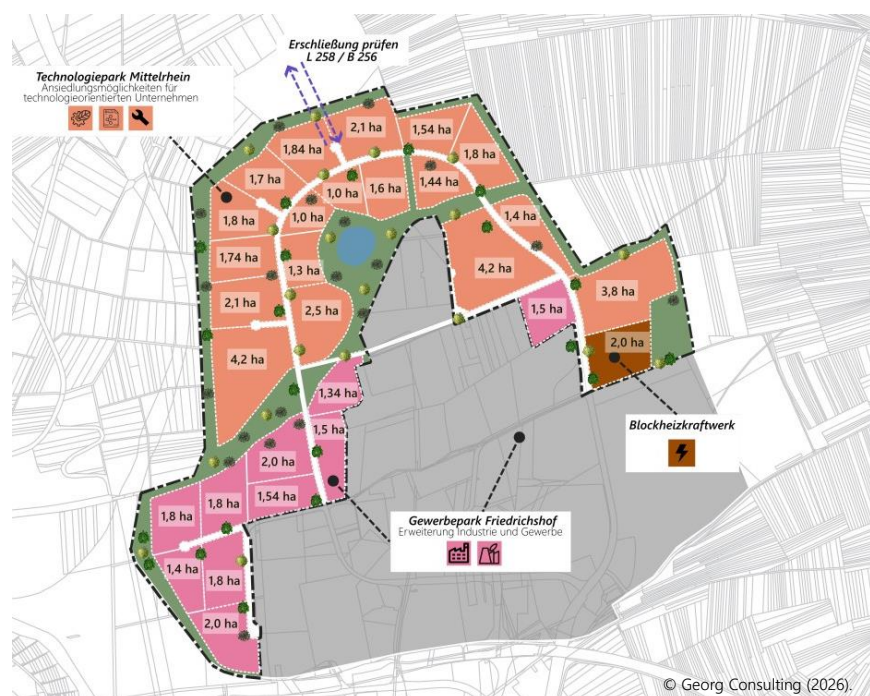 Erschließung prüfen
L 258 / B 256
Technologiepark Mittelrhein
Ansiedlungsmöglichkeiten für
technologieorientierten Unternehmen
2,1 ha
1,54 ha
1,84 ha
1,8 ha
1,7 ha
1,44 ha
1,0 ha
1,6 ha
1,8 ha
1,0 ha
1,4 ha
1,74 ha
1,3 ha
4,2 ha
3,8 ha
2,1 ha
2,5 ha
1,5 ha
2,0 ha
4,2 ha
1,34 ha
Blockheizkraftwerk
1,5 ha
2,0 ha
1,54 ha
1,8 ha
1,8 ha
Gewerbepark Friedrichshof
Erweiterung Industrie und Gewerbe
1,4 ha
1,8 ha
2,0 ha
© Georg Consulting (2026).